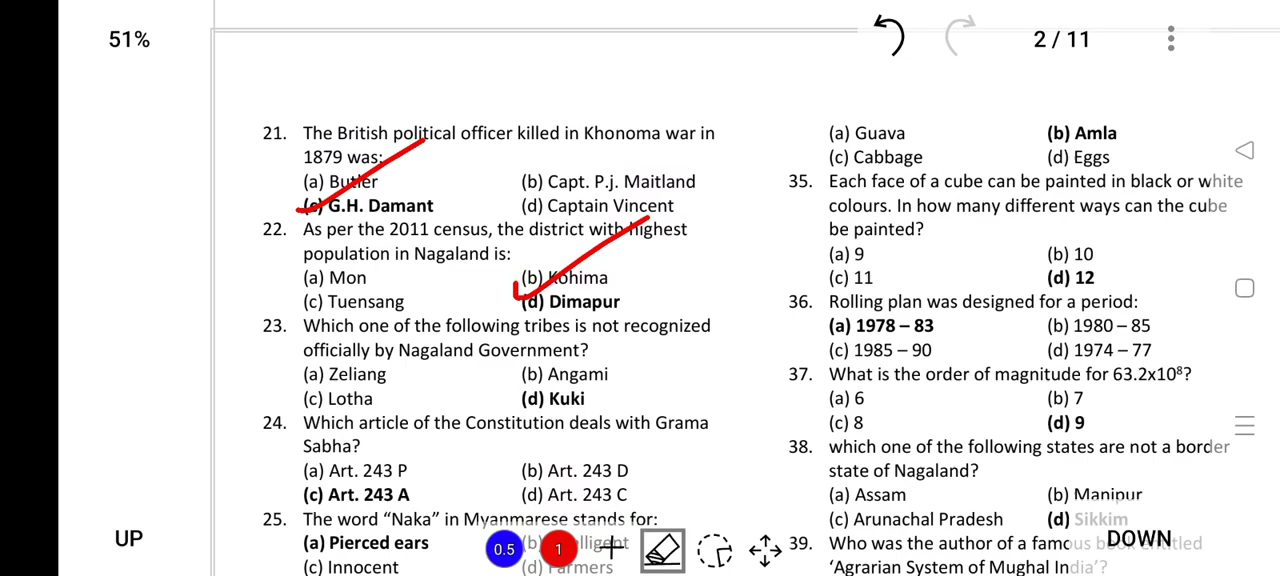 51%
2 / 11
21. The British political officer killed in Khonoma war in
1879 was:
(a) Butler (b) Capt. P.j. Maitland
(c) G.H. Damant (d) Captain Vincent
22. As per the 2011 census, the district with highest
population in Nagaland is:
(a) Mon (b) Kohima
(c) Tuensang (d) Dimapur
23. Which one of the following tribes is not recognized
officially by Nagaland Government?
(a) Zeliang (b) Angami
(c) Lotha (d) Kuki
24. Which article of the Constitution deals with Grama
Sabha?
(a) Art. 243 P (b) Art. 243 D
(c) Art. 243 A (d) Art. 243 C
25. The word “Naka” in Myanmarese stands for:
(a) Pierced ears (b)
(c) Innocent (d) Farmers
(a) Guava (b) Amla
(c) Cabbage (d) Eggs
35. Each face of a cube can be painted in black or white
colours. In how many different ways can the cube
be painted?
(a) 9 (b) 10
(c) 11 (d) 12
36. Rolling plan was designed for a period:
(a) 1978 – 83 (b) 1980 – 85
(c) 1985 – 90 (d) 1974 – 77
37. What is the order of magnitude for 63.2x10⁸?
(a) 6 (b) 7
(c) 8 (d) 9
38. which one of the following states are not a border
state of Nagaland?
(a) Assam (b) Manipur
(c) Arunachal Pradesh (d) Sikkim
39. Who was the author of a famous
‘Agrarian System of Mughal India’?
UP
0.5
1
DOWN